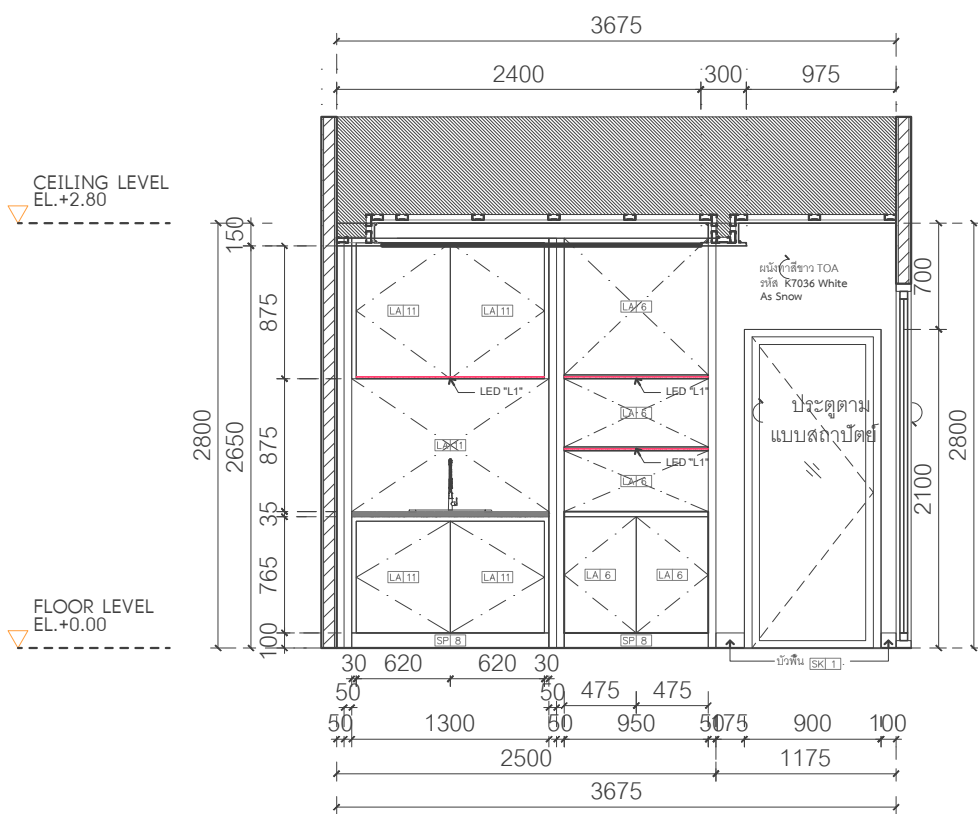 3675
2400
300
975
CEILING LEVEL
EL.+2.80
150
875
875
35
765
100
2650
2800
ผนังทาสีขาว TOA
รหัส K7036 White
As Snow
700
2100
2800
LA 11
LA 11
LA 6
LED "L1"
LED "L1"
LA 6
LED "L1"
LA 6
ประตูตาม
แบบสถาปัตย์
LA 11
LA 11
LA 6
LA 6
SP 8
SP 8
บัวพื้น SK 1
FLOOR LEVEL
EL.+0.00
30
620
620
30
475
475
50
50
50
1300
50
950
50
175
900
100
2500
1175
3675